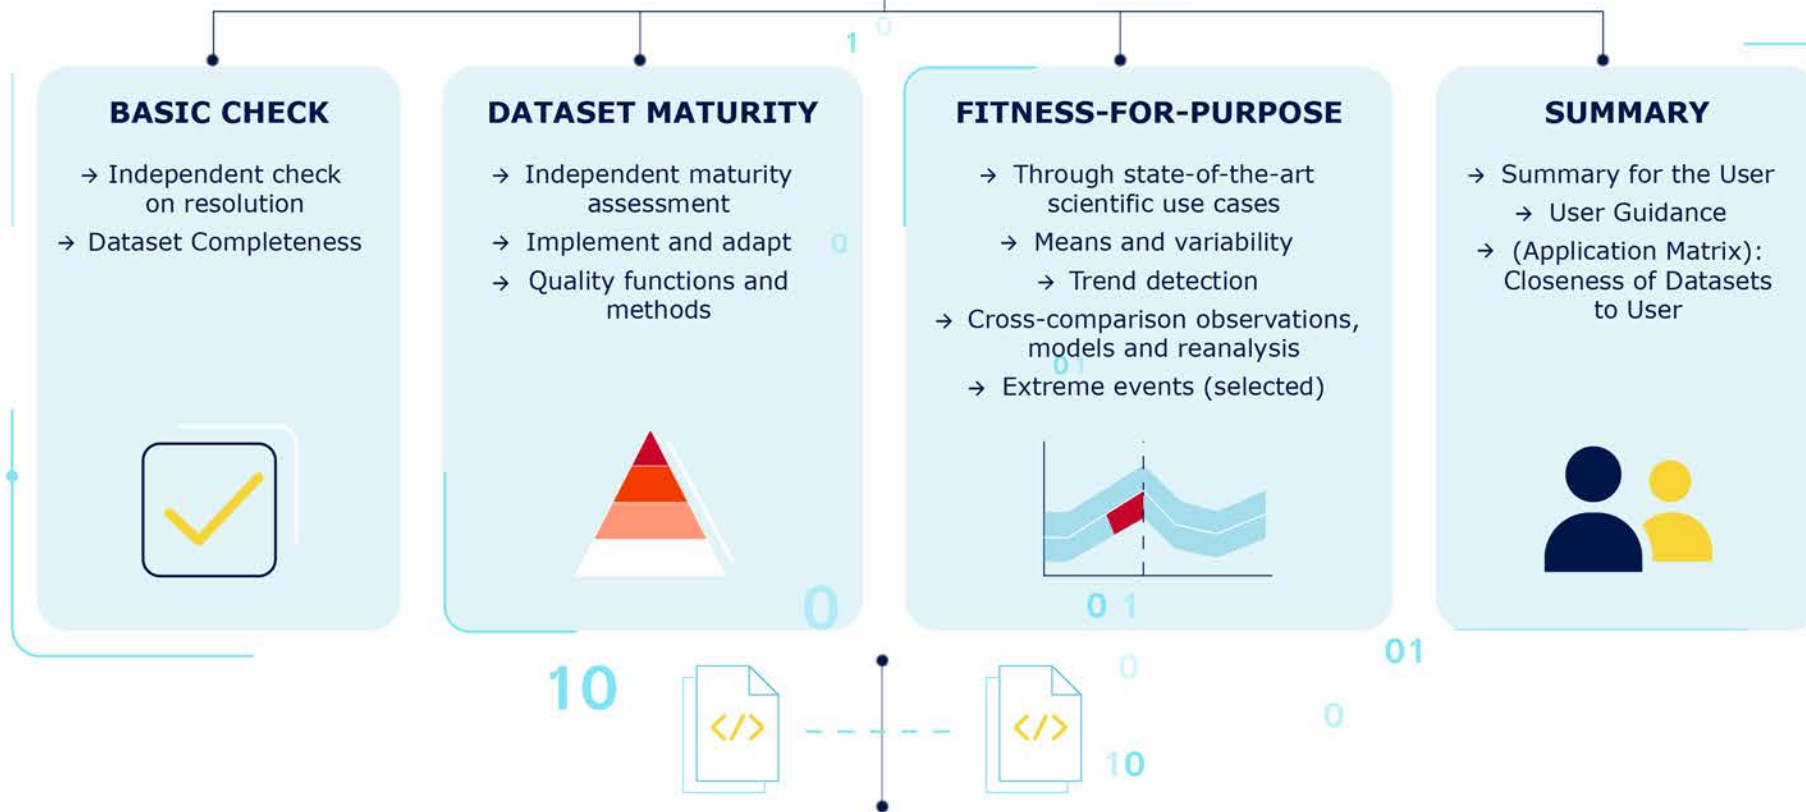 1
0
BASIC CHECK
→ Independent check
on resolution
→ Dataset Completeness
DATASET MATURITY
→ Independent maturity
assessment
→ Implement and adapt
→ Quality functions and
methods
0
0
FITNESS-FOR-PURPOSE
→ Through state-of-the-art
scientific use cases
→ Means and variability
→ Trend detection
→ Cross-comparison observations,
models and reanalysis
→ Extreme events (selected)
01
0 1
SUMMARY
→ Summary for the User
→ User Guidance
→ (Application Matrix):
Closeness of Datasets
to User
10
</>
</>
0
01
0
10